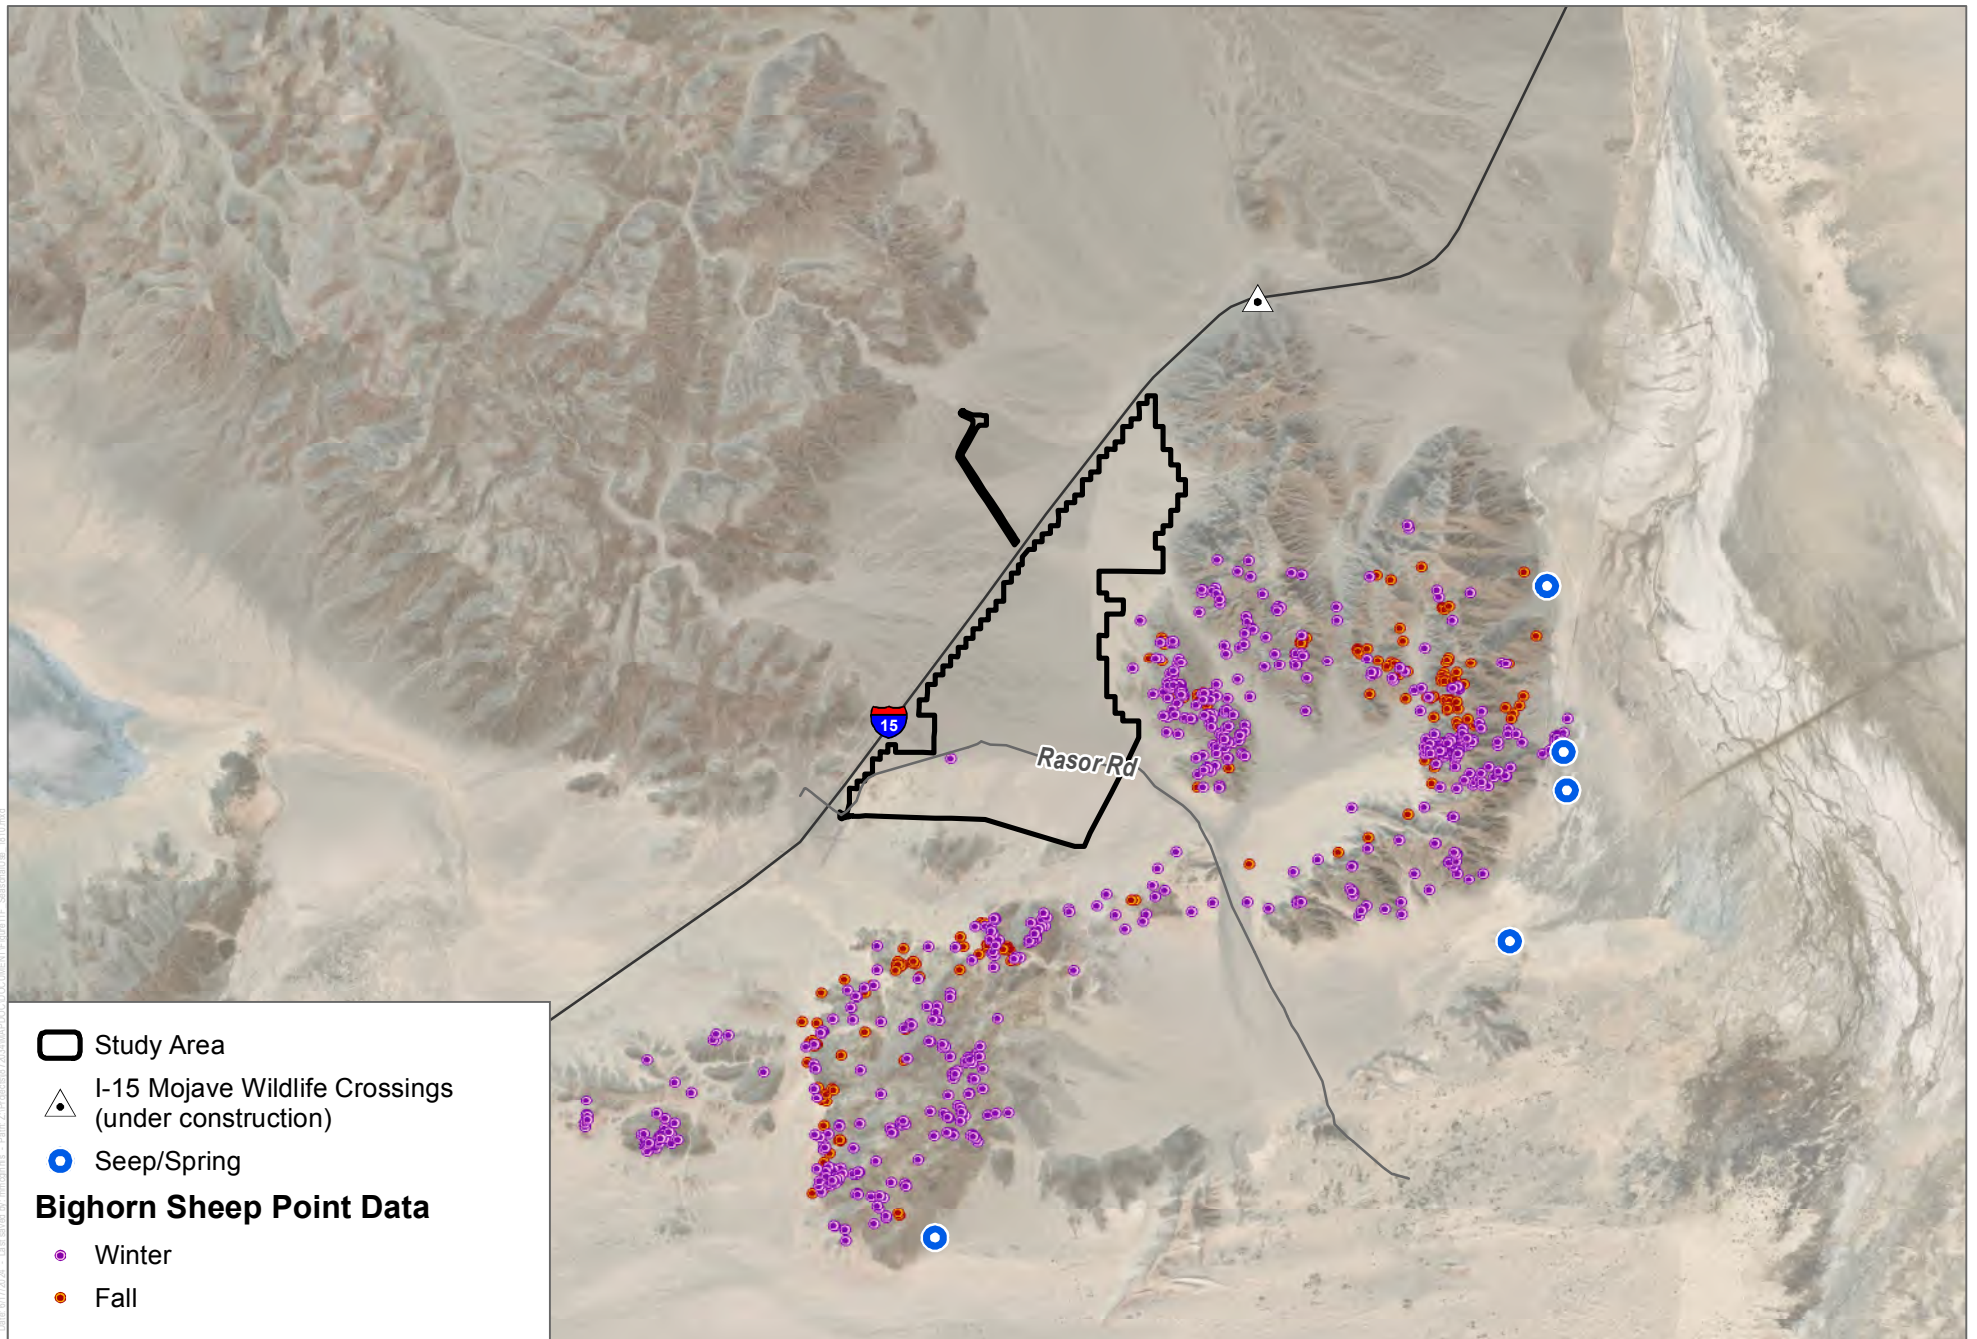 15
Rasor Rd
Study Area
I-15 Mojave Wildlife Crossings
(under construction)
Seep/Spring
Bighorn Sheep Point Data
Winter
Fall